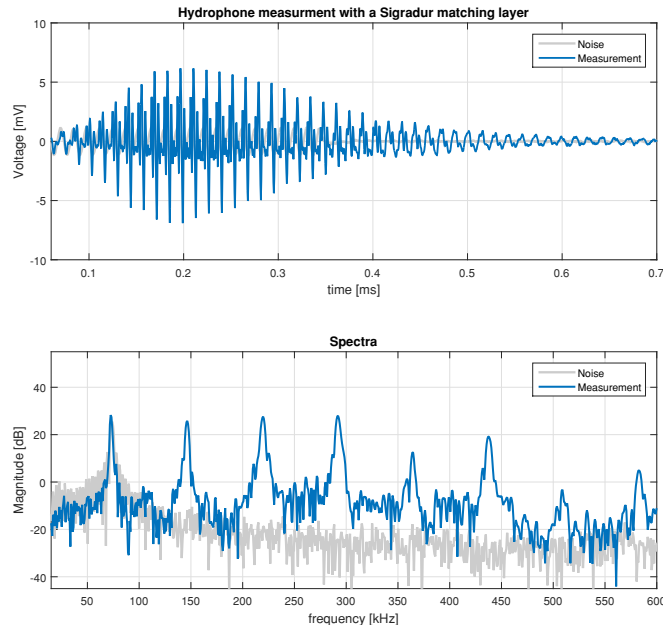 Hydrophone measurment with a Sigradur matching layer
10
5
0
-5
-10
Voltage [mV]
Noise
Measurement
0.1 0.2 0.3 0.4 0.5 0.6 0.7
time [ms]
Spectra
40
20
0
-20
-40
Magnitude [dB]
Noise
Measurement
50 100 150 200 250 300 350 400 450 500 550 600
frequency [kHz]